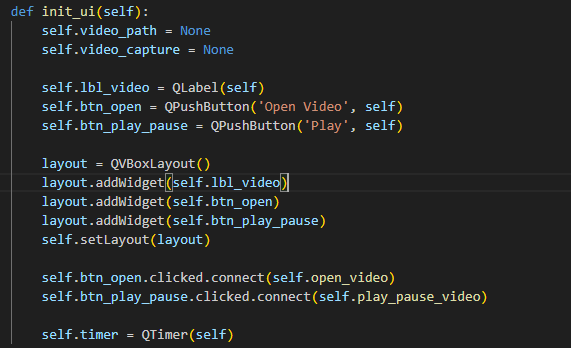 def init_ui(self):
    self.video_path = None
    self.video_capture = None

    self.lbl_video = QLabel(self)
    self.btn_open = QPushButton('Open Video', self)
    self.btn_play_pause = QPushButton('Play', self)

    layout = QVBoxLayout()
    layout.addWidget(self.lbl_video)
    layout.addWidget(self.btn_open)
    layout.addWidget(self.btn_play_pause)
    self.setLayout(layout)

    self.btn_open.clicked.connect(self.open_video)
    self.btn_play_pause.clicked.connect(self.play_pause_video)

    self.timer = QTimer(self)